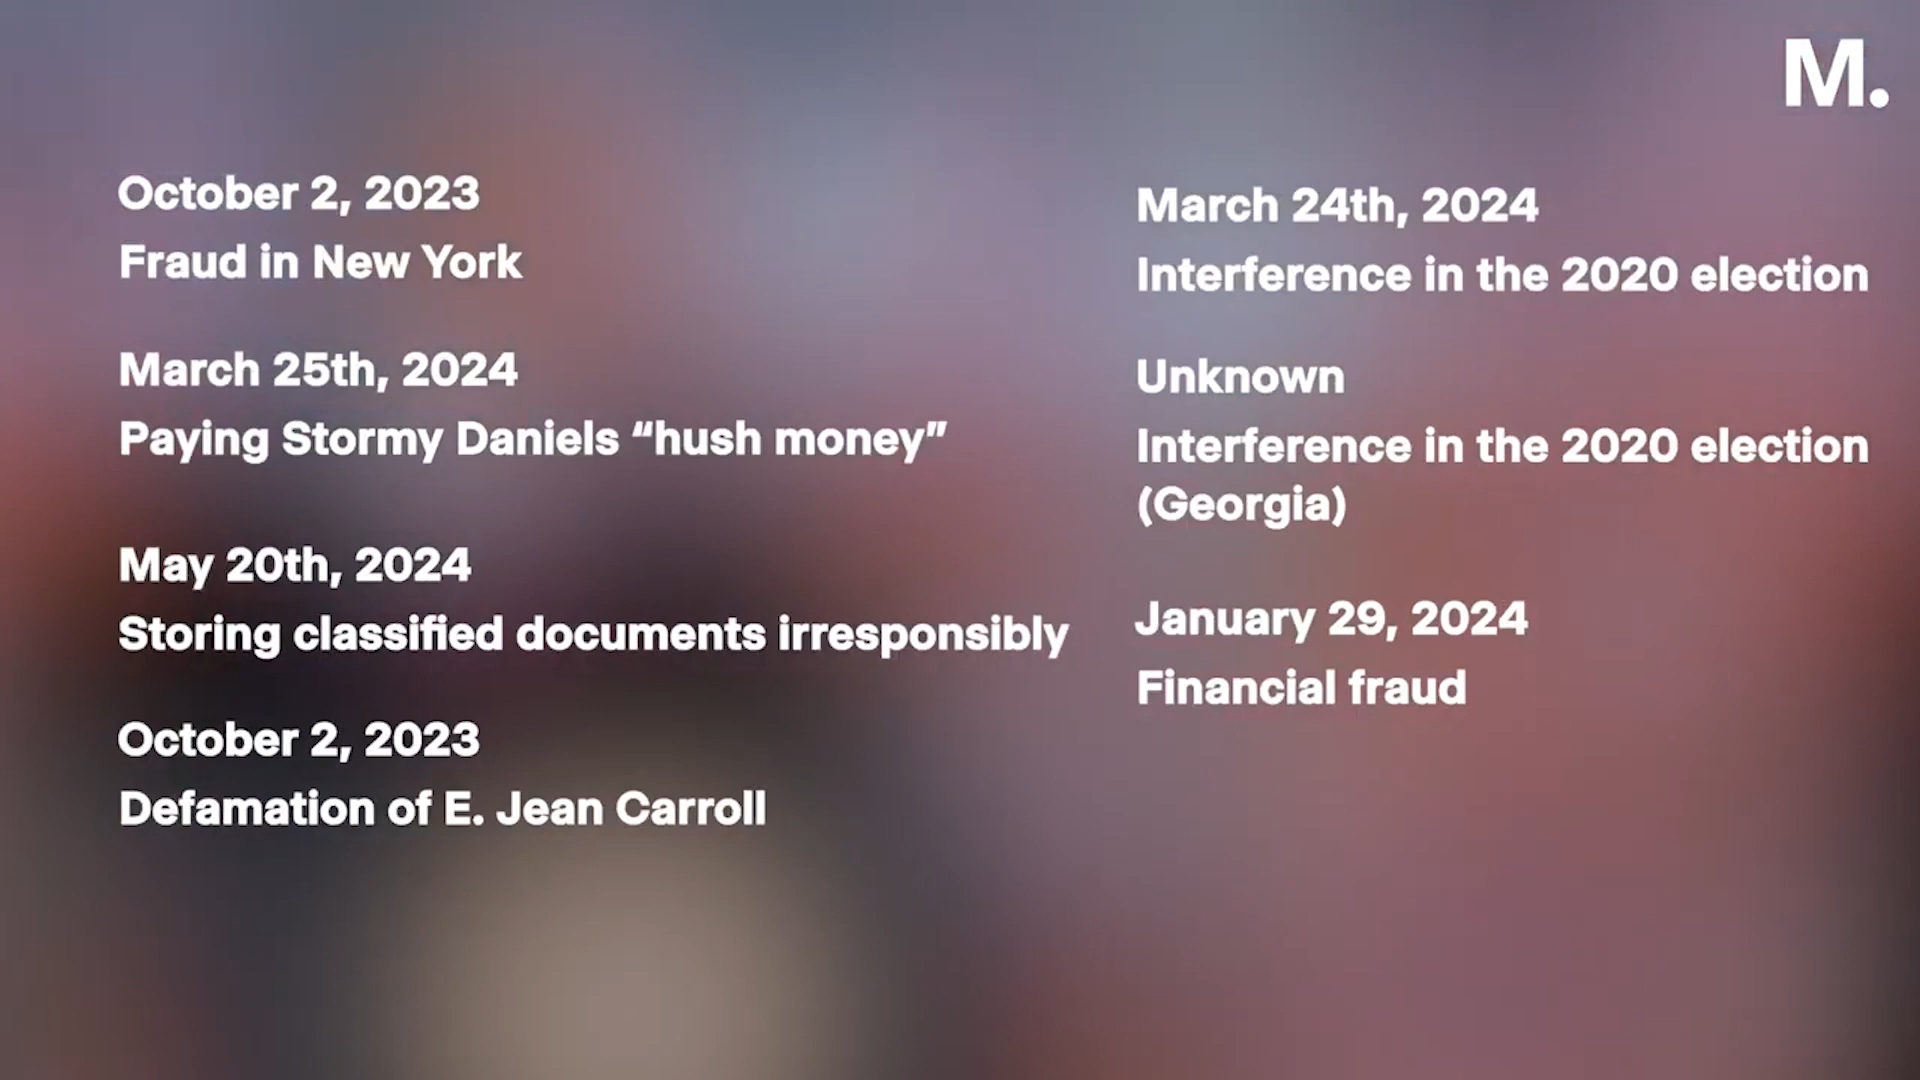 M.
October 2, 2023
Fraud in New York
March 25th, 2024
Paying Stormy Daniels “hush money”
May 20th, 2024
Storing classified documents irresponsibly
October 2, 2023
Defamation of E. Jean Carroll
March 24th, 2024
Interference in the 2020 election
Unknown
Interference in the 2020 election
(Georgia)
January 29, 2024
Financial fraud